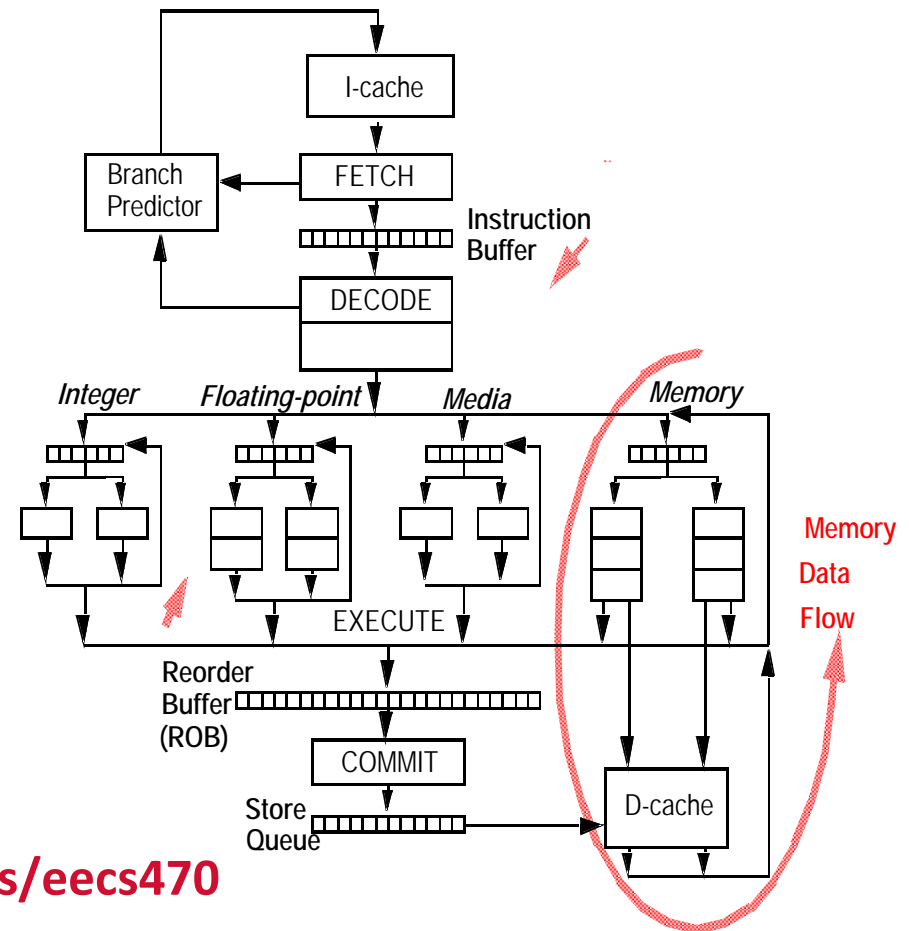 I-cache
Branch
Predictor
FETCH
Instruction
Buffer
DECODE
Integer
Floating-point
Media
Memory
Memory
Data
Flow
EXECUTE
Reorder
Buffer
(ROB)
COMMIT
Store
Queue
D-cache
s/eecs470